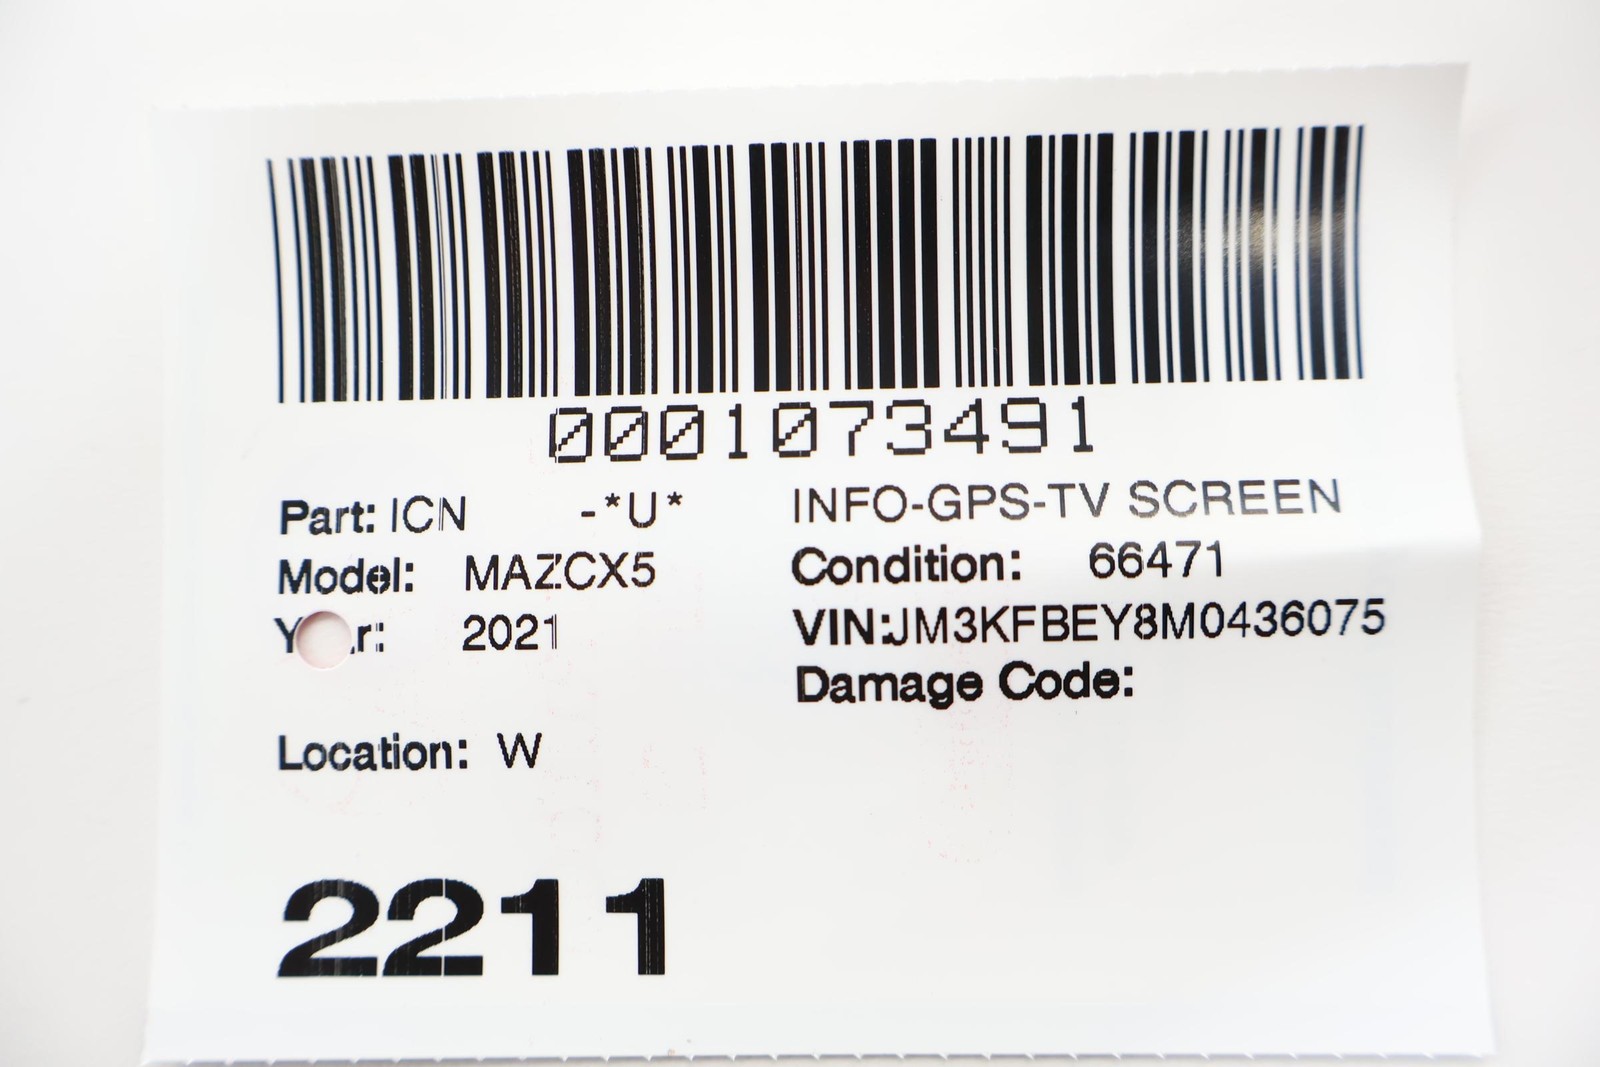 0001073491
Part: ICN -*U* INFO-GPS-TV SCREEN
Model: MAZCX5 Condition: 66471
Y r: 2021 VIN:JM3KFBEY8M0436075
Damage Code:
Location: W
2211